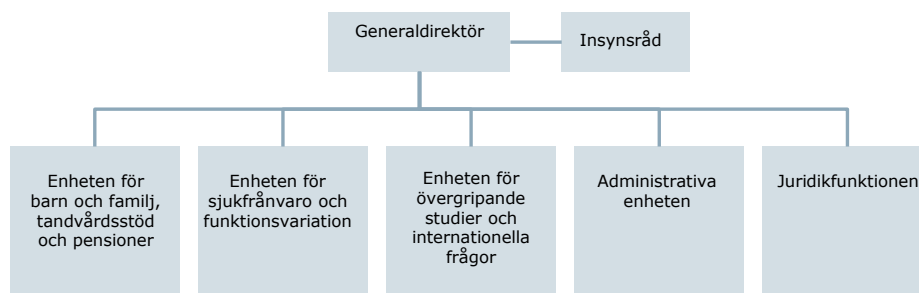 Generaldirektör
Insynsråd
Enheten för
barn och familj,
tandvårdsstöd
och pensioner
Enheten för
sjukfrånvaro och
funktionsvariation
Enheten för
övergripande
studier och
internationella
frågor
Administrativa
enheten
Juridikfunktionen